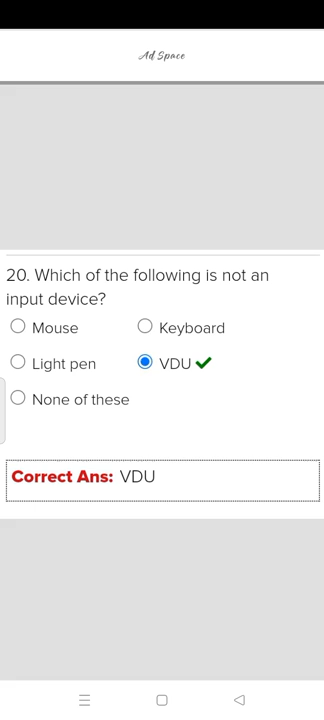 Ad Space
20. Which of the following is not an
input device?
Mouse
Keyboard
Light pen
VDU
None of these
Correct Ans: VDU